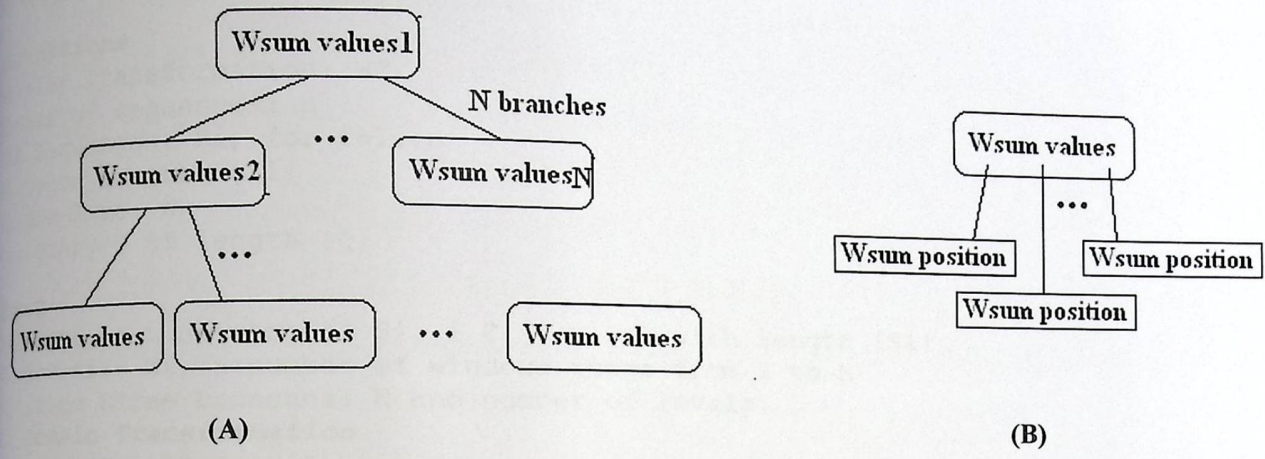 Wsum values1
N branches
...
Wsum values2
Wsum valuesN
...
Wsum values
Wsum values
...
Wsum values
(A)
Wsum values
...
Wsum position
Wsum position
Wsum position
(B)